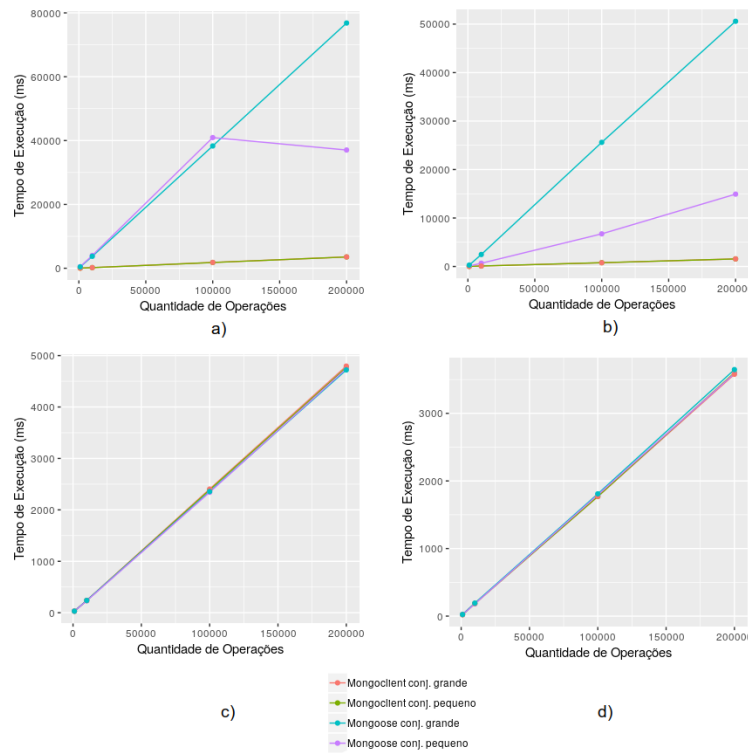 80000
60000
40000
20000
0
Tempo de Execução (ms)
0 50000 100000 150000 200000
Quantidade de Operações
a)
50000
40000
30000
20000
10000
0
Tempo de Execução (ms)
0 50000 100000 150000 20000
Quantidade de Operações
b)
5000
4000
3000
2000
1000
0
Tempo de Execução (ms)
0 50000 100000 150000 200000
Quantidade de Operações
c)
3000
2000
1000
0
Tempo de Execução (ms)
0 50000 100000 150000 200000
Quantidade de Operações
d)
Mongoclient conj. grande
Mongoclient conj. pequeno
Mongoose conj. grande
Mongoose conj. pequeno